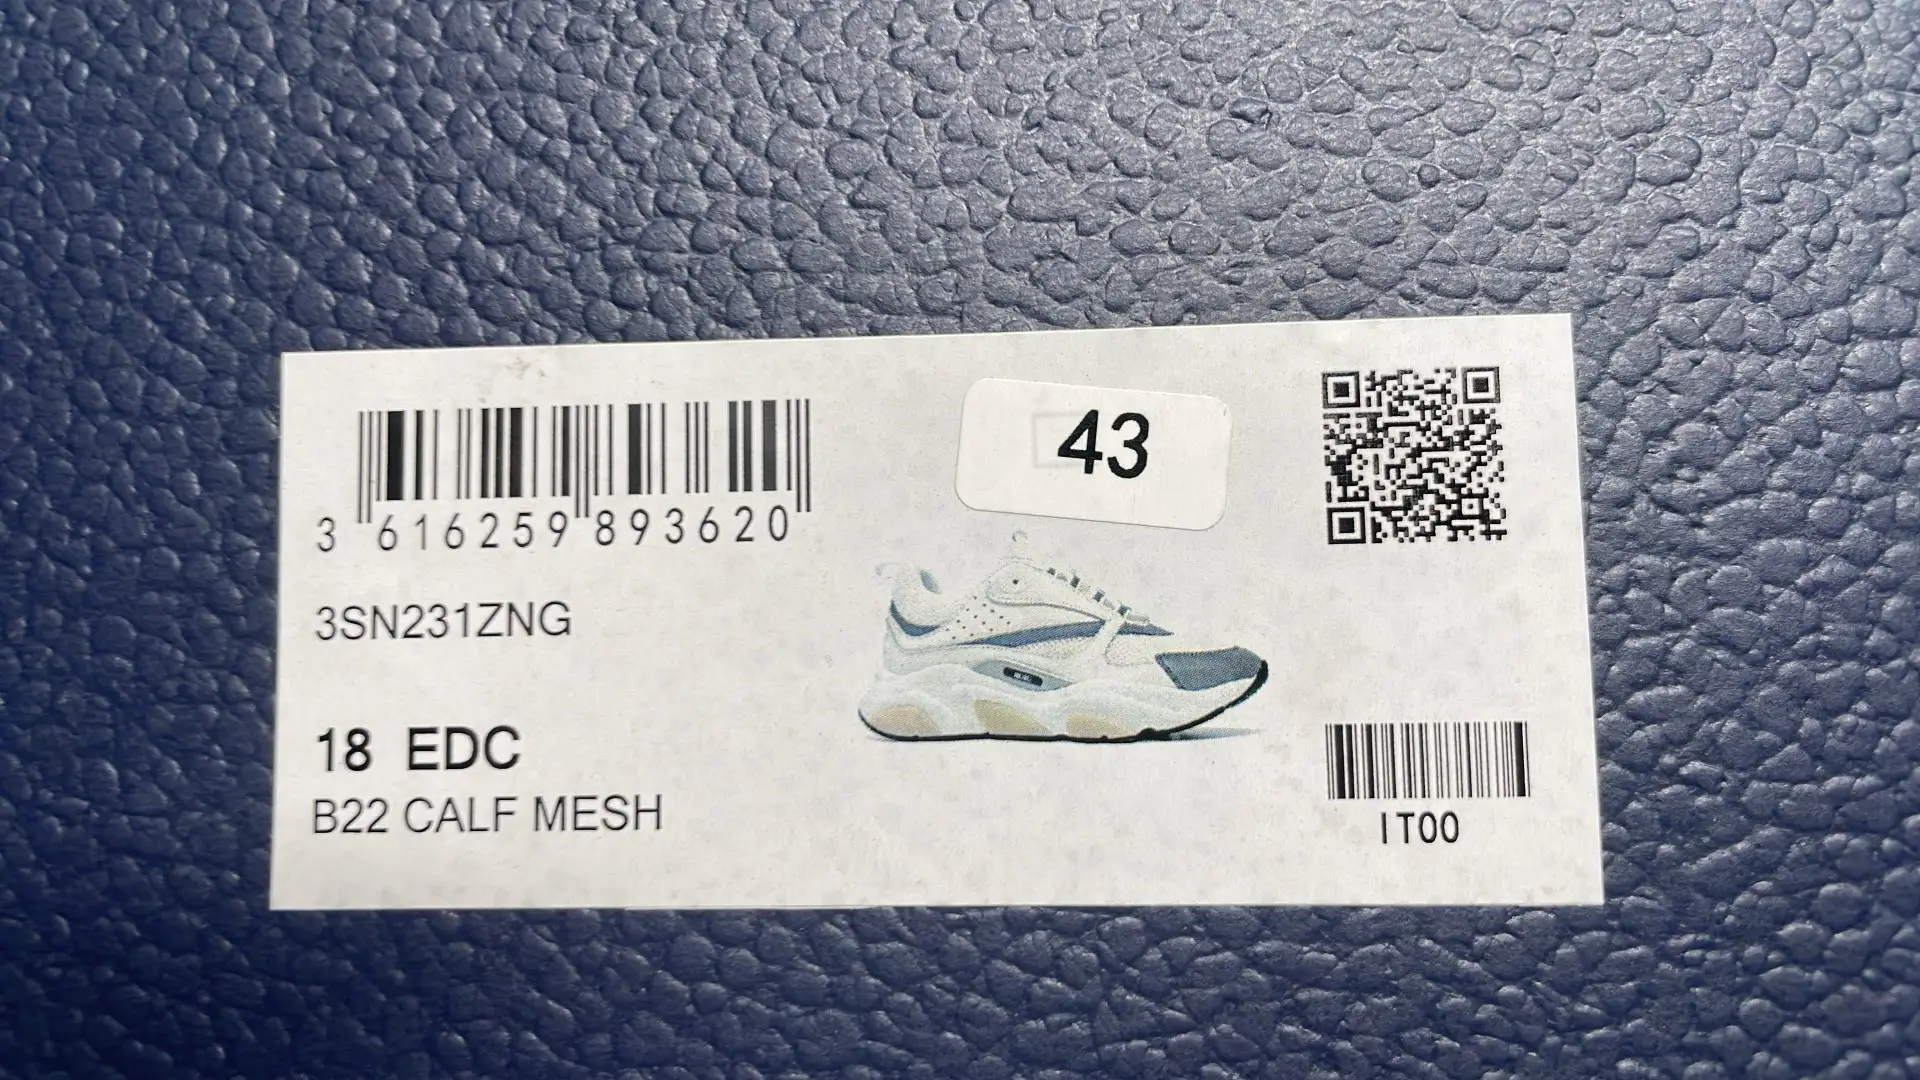 43
3 616259 893620
3SN231ZNG
18 EDC
B22 CALF MESH
IT00